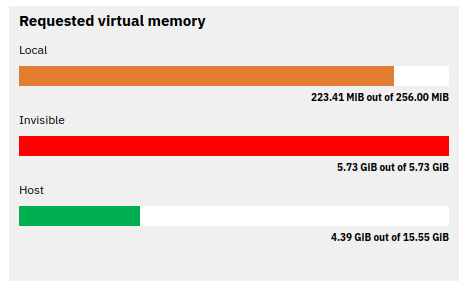 Requested virtual memory
Local
223.41 MiB out of 256.00 MiB
Invisible
5.73 GiB out of 5.73 GiB
Host
4.39 GiB out of 15.55 GiB